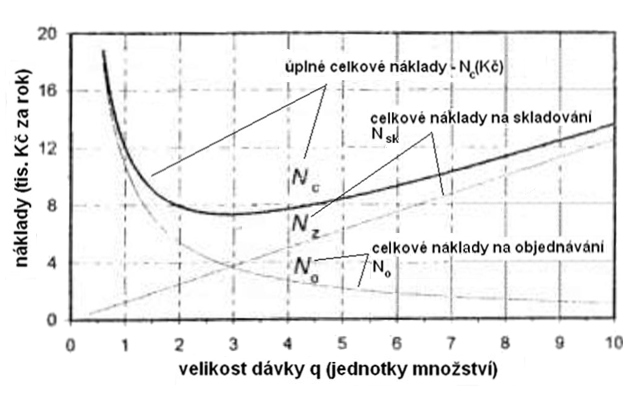 20
16
12
8
4
0
náklady (tis. Kč za rok)
úplné celkové náklady - Nc(Kč)
celkové náklady na skladování
Nsk
Nc
Nz
No
celkové náklady na objednávání
No
0 1 2 3 4 5 6 7 8 9 10
velikost dávky q (jednotky množství)